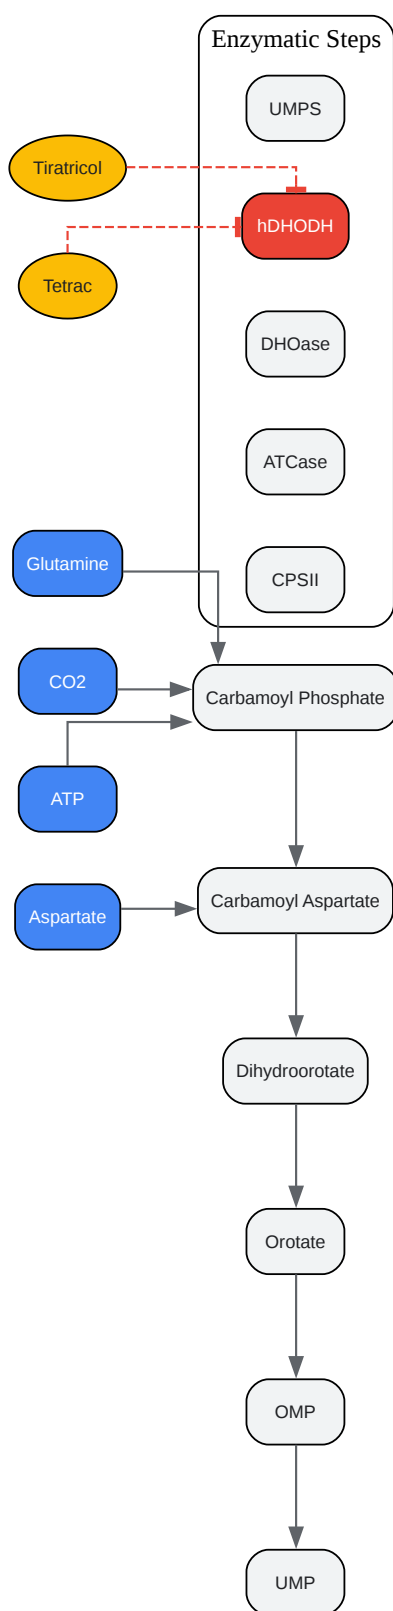 Enzymatic Steps
UMPS
Tiratricol
hDHODH
Tetrac
DHOase
ATCase
Glutamine
CPSII
CO2
Carbamoyl Phosphate
ATP
Carbamoyl Aspartate
Aspartate
Dihydroorotate
Orotate
OMP
UMP